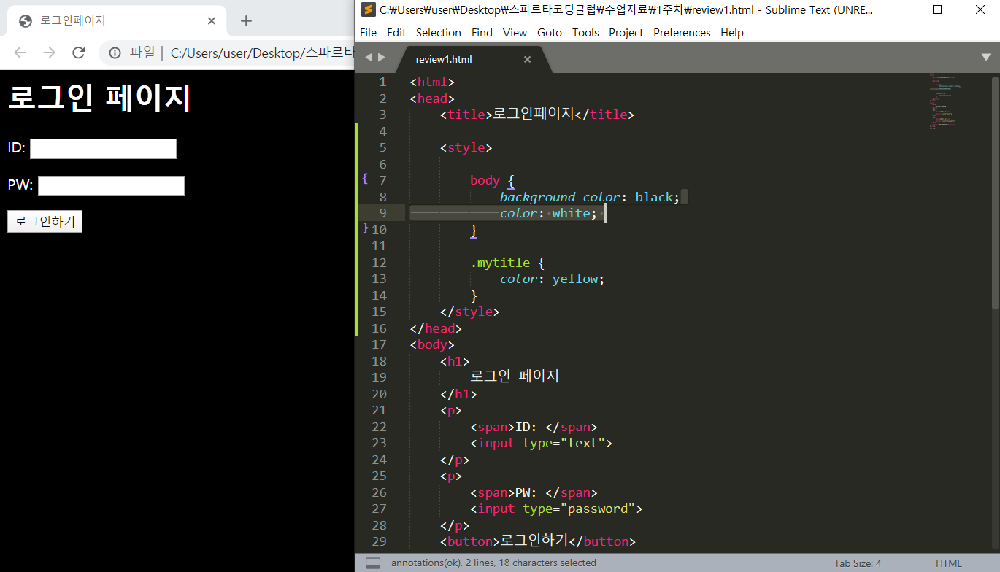 로그인페이지
파일 | C:/Users/user/Desktop/스파르타
로그인 페이지
ID:
PW:
로그인하기
C:₩Users₩user₩Desktop₩스파르타코딩클럽₩수업자료₩1주차₩review1.html - Sublime Text (UNRE...
File Edit Selection Find View Goto Tools Project Preferences Help
review1.html
1 <html>
2 <head>
3 <title>로그인페이지</title>
4
5 <style>
6
7 body {
8 background-color: black;
9 color: white;
10 }
11
12 .mytitle {
13 color: yellow;
14 }
15 </style>
16 </head>
17 <body>
18 <h1>
19 로그인 페이지
20 </h1>
21 <p>
22 <span>ID: </span>
23 <input type="text">
24 </p>
25 <p>
26 <span>PW: </span>
27 <input type="password">
28 </p>
29 <button>로그인하기</button>
annotations(ok), 2 lines, 18 characters selected
Tab Size: 4
HTML